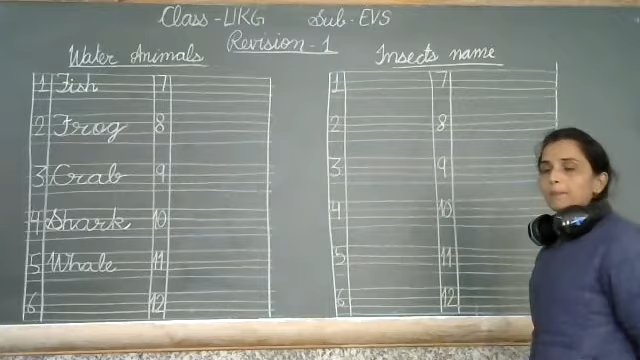 Class - UKG Sub - EVS
Revision - 1
Water Animals
1 Fish 7
2 Frog 8
3 Crab 9
4 Shark 10
5 Whale 11
6 12
Insects name
1 7
2 8
3 9
4 10
5 11
6 12